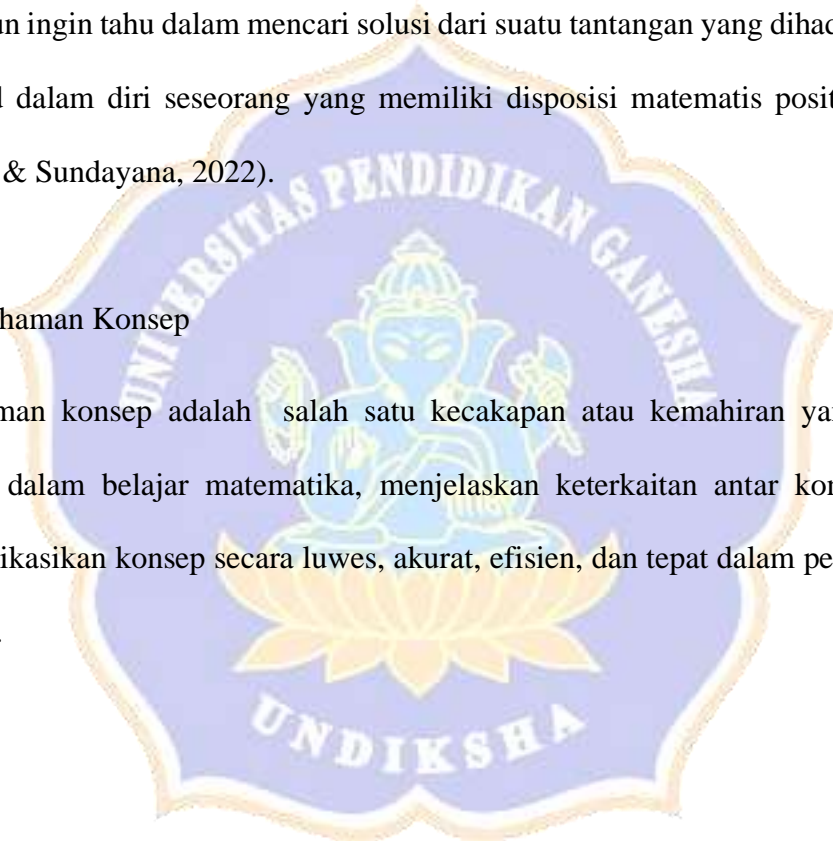 un ingin tahu dalam mencari solusi dari suatu tantangan yang dihad
dalam diri seseorang yang memiliki disposisi matematis posit
& Sundayana, 2022).
UNIVERSITAS PENDIDIKAN GANESHA
haman Konsep
man konsep adalah salah satu kecakapan atau kemahiran yan
dalam belajar matematika, menjelaskan keterkaitan antar kon
ikasikan konsep secara luwes, akurat, efisien, dan tepat dalam pe
UNDIKSHA